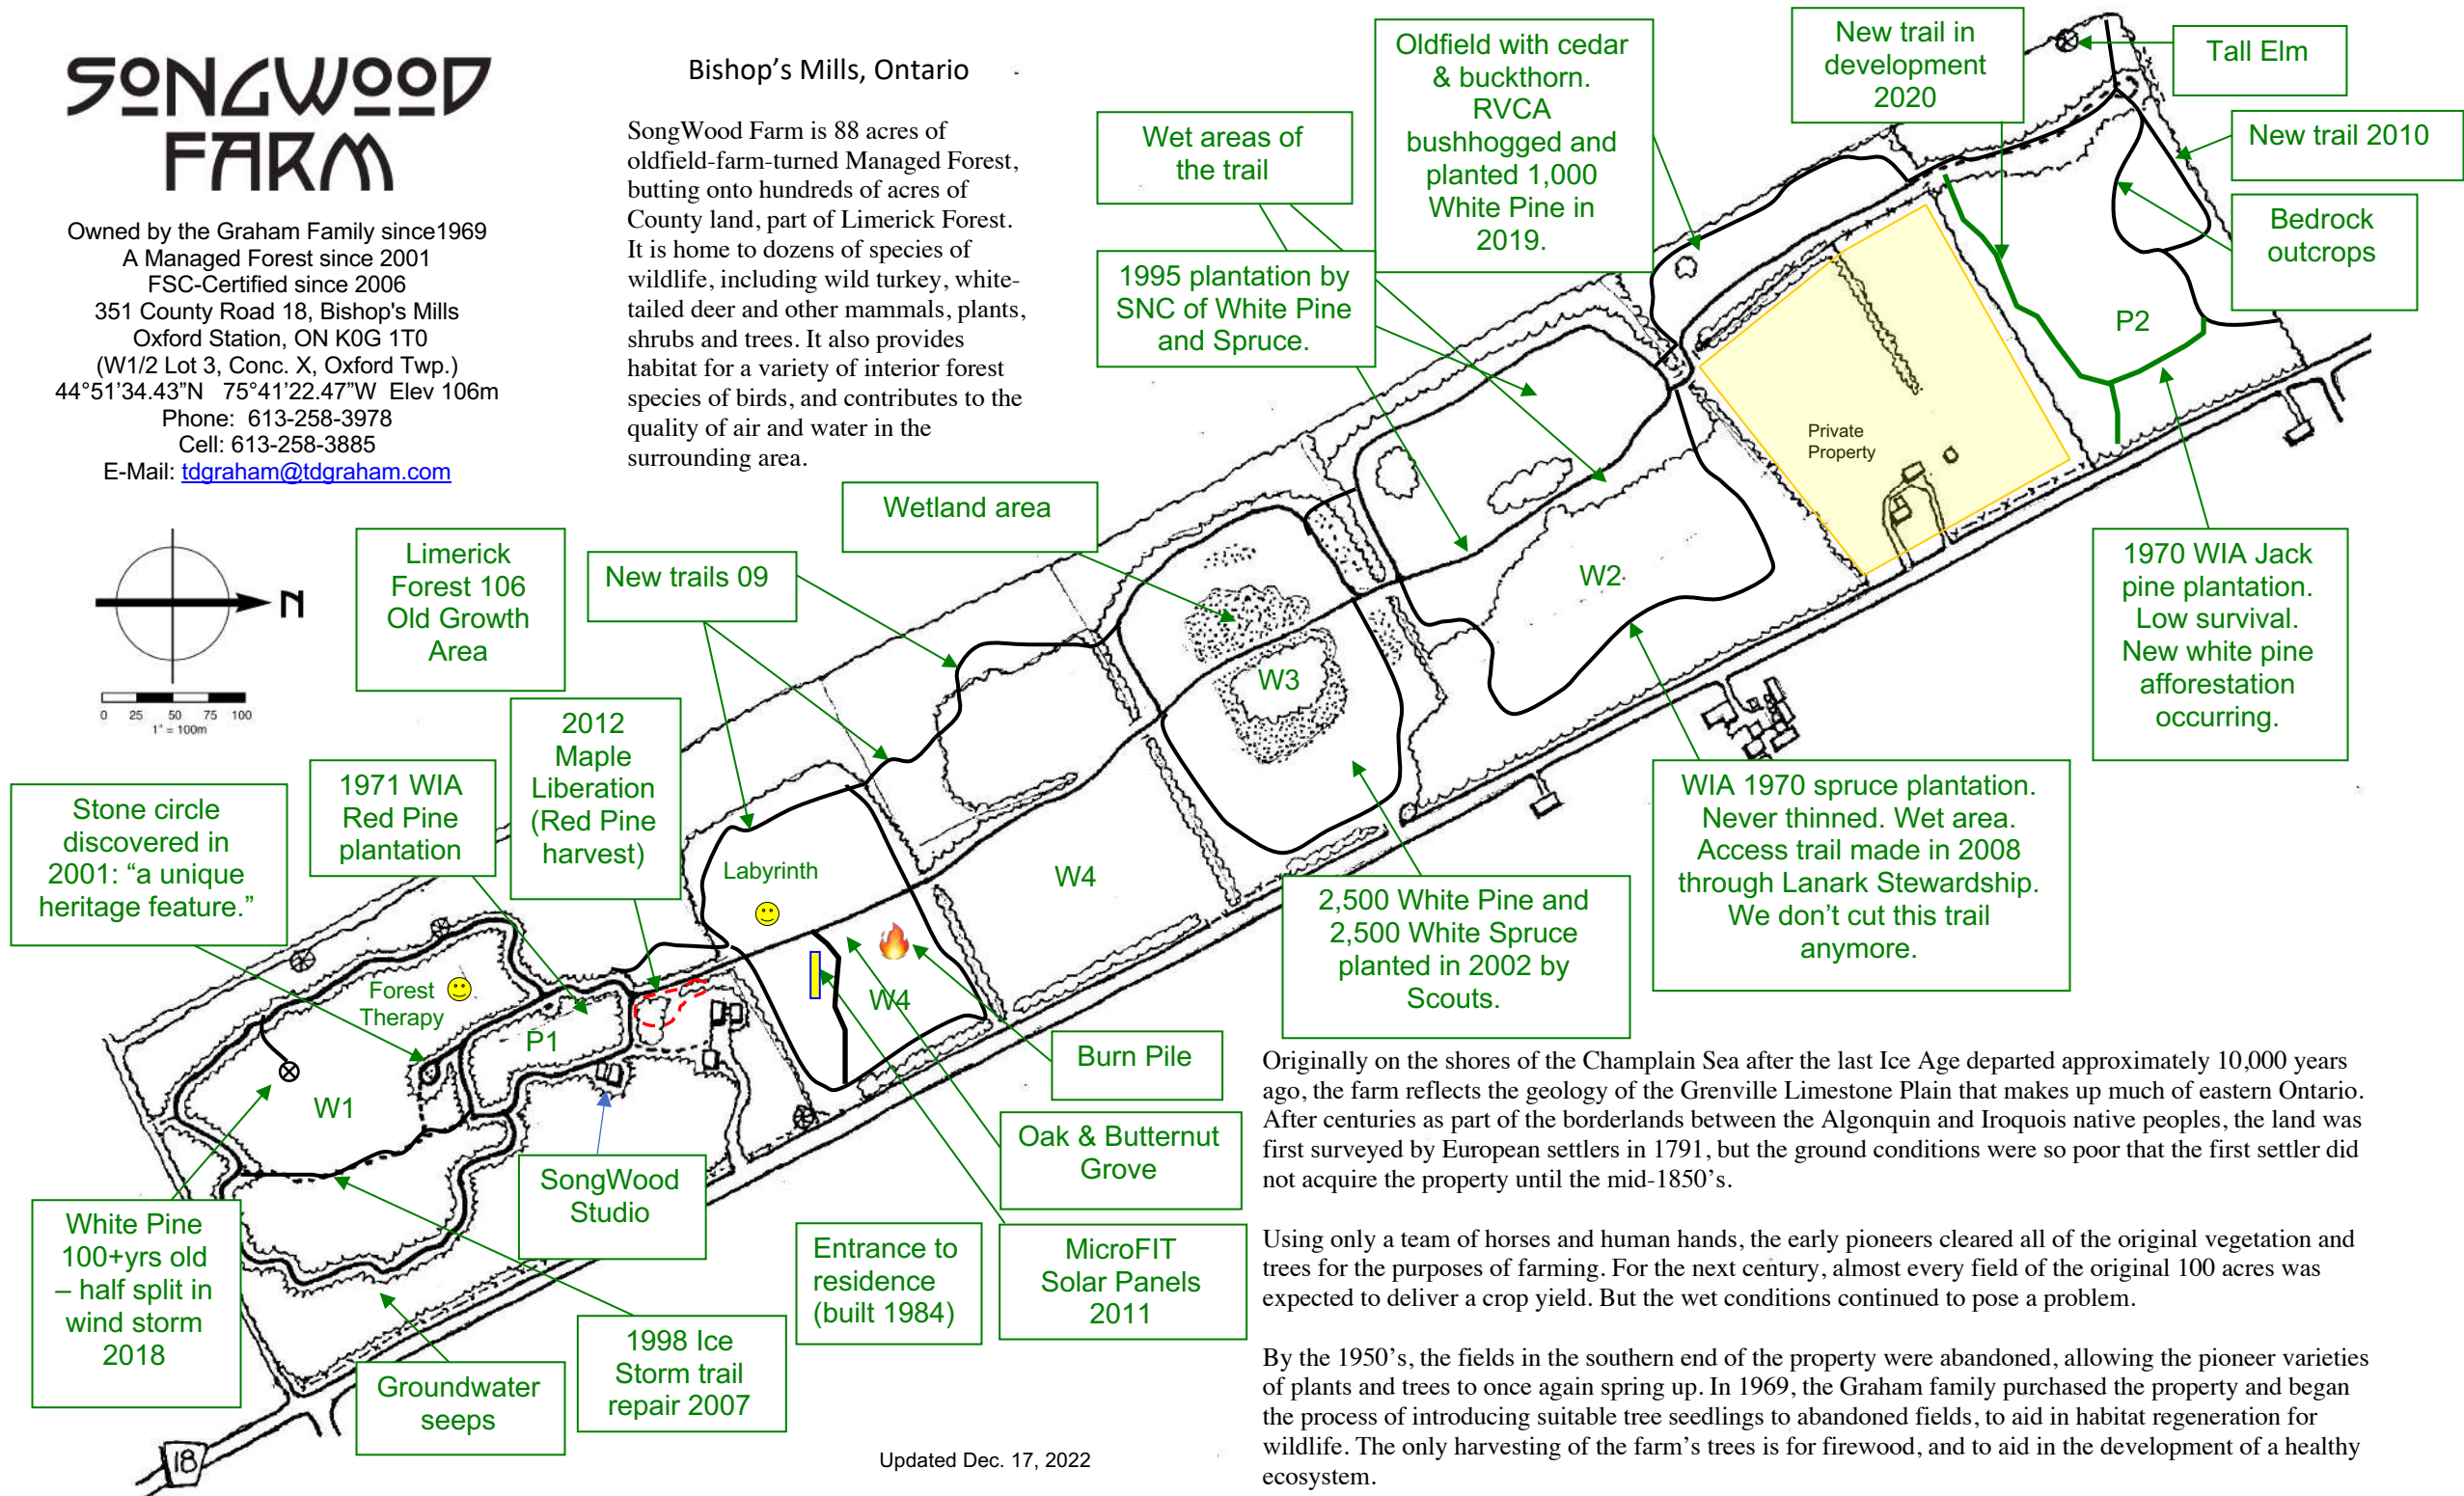 SONGWOOD
FARM
Owned by the Graham Family since1969
A Managed Forest since 2001
FSC-Certified since 2006
351 County Road 18, Bishop's Mills
Oxford Station, ON K0G 1T0
(W1/2 Lot 3, Conc. X, Oxford Twp.)
44°51’34.43”N 75°41’22.47”W Elev 106m
Phone: 613-258-3978
Cell: 613-258-3885
E-Mail: tdgraham@tdgraham.com
Bishop’s Mills, Ontario
SongWood Farm is 88 acres of
oldfield-farm-turned Managed Forest,
butting onto hundreds of acres of
County land, part of Limerick Forest.
It is home to dozens of species of
wildlife, including wild turkey, white-
tailed deer and other mammals, plants,
shrubs and trees. It also provides
habitat for a variety of interior forest
species of birds, and contributes to the
quality of air and water in the
surrounding area.
Wet areas of
the trail
Oldfield with cedar
& buckthorn.
RVCA
bushhogged and
planted 1,000
White Pine in
2019.
New trail in
development
2020
Tall Elm
New trail 2010
Bedrock
outcrops
1995 plantation by
SNC of White Pine
and Spruce.
P2
Private
Property
N
0 25 50 75 100
1" = 100m
Limerick
Forest 106
Old Growth
Area
New trails 09
Wetland area
W2
W3
1970 WIA Jack
pine plantation.
Low survival.
New white pine
afforestation
occurring.
Stone circle
discovered in
2001: “a unique
heritage feature.”
1971 WIA
Red Pine
plantation
2012
Maple
Liberation
(Red Pine
harvest)
Labyrinth
W4
WIA 1970 spruce plantation.
Never thinned. Wet area.
Access trail made in 2008
through Lanark Stewardship.
We don’t cut this trail
anymore.
2,500 White Pine and
2,500 White Spruce
planted in 2002 by
Scouts.
Forest
Therapy
W4
P1
W1
Burn Pile
Oak & Butternut
Grove
SongWood
Studio
White Pine
100+yrs old
– half split in
wind storm
2018
Entrance to
residence
(built 1984)
MicroFIT
Solar Panels
2011
1998 Ice
Storm trail
repair 2007
Groundwater
seeps
18
Updated Dec. 17, 2022
Originally on the shores of the Champlain Sea after the last Ice Age departed approximately 10,000 years
ago, the farm reflects the geology of the Grenville Limestone Plain that makes up much of eastern Ontario.
After centuries as part of the borderlands between the Algonquin and Iroquois native peoples, the land was
first surveyed by European settlers in 1791, but the ground conditions were so poor that the first settler did
not acquire the property until the mid-1850’s.
Using only a team of horses and human hands, the early pioneers cleared all of the original vegetation and
trees for the purposes of farming. For the next century, almost every field of the original 100 acres was
expected to deliver a crop yield. But the wet conditions continued to pose a problem.
By the 1950’s, the fields in the southern end of the property were abandoned, allowing the pioneer varieties
of plants and trees to once again spring up. In 1969, the Graham family purchased the property and began
the process of introducing suitable tree seedlings to abandoned fields, to aid in habitat regeneration for
wildlife. The only harvesting of the farm’s trees is for firewood, and to aid in the development of a healthy
ecosystem.